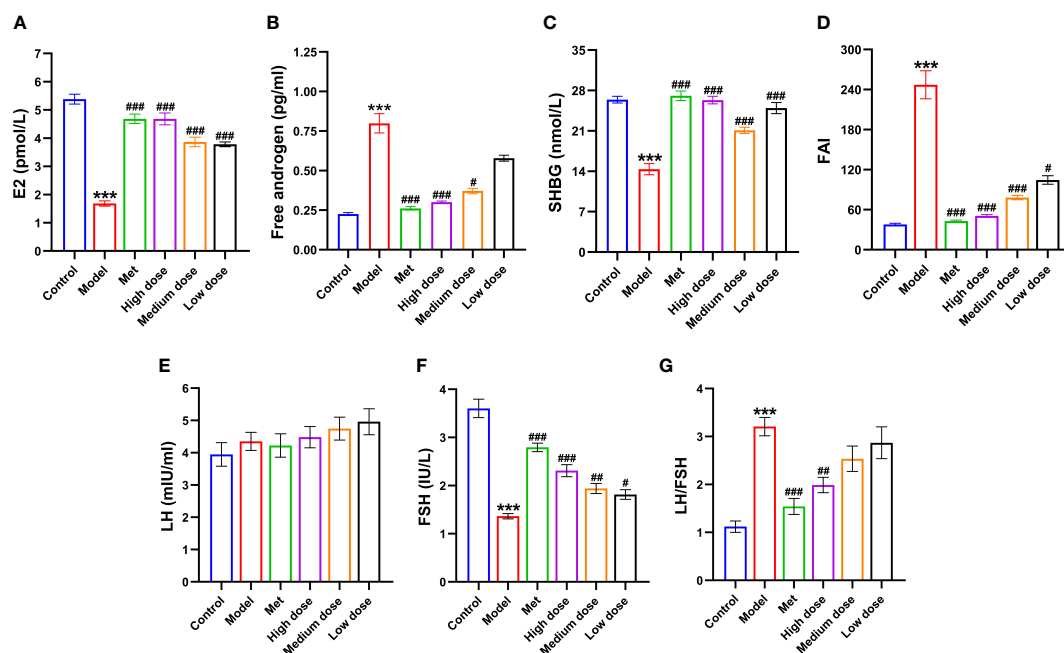 A
E2 (pmol/L)
7
6
5
4
3
2
1
0
***
###
###
###
###
Control
Model
Met
High dose
Medium dose
Low dose
B
Free androgen (pg/ml)
1.25
1.00
0.75
0.50
0.25
0.00
***
###
###
#
Control
Model
Met
High dose
Medium dose
Low dose
C
SHBG (nmol/L)
35
28
21
14
7
0
***
###
###
###
Control
Model
Met
High dose
Medium dose
Low dose
D
FAI
300
240
180
120
60
0
***
###
###
###
#
Control
Model
Met
High dose
Medium dose
Low dose
E
LH (mIU/ml)
6
5
4
3
2
1
0
Control
Model
Met
High dose
Medium dose
Low dose
F
FSH (IU/L)
4
3
2
1
0
***
###
###
##
#
Control
Model
Met
High dose
Medium dose
Low dose
G
LH/FSH
4
3
2
1
0
***
###
##
Control
Model
Met
High dose
Medium dose
Low dose